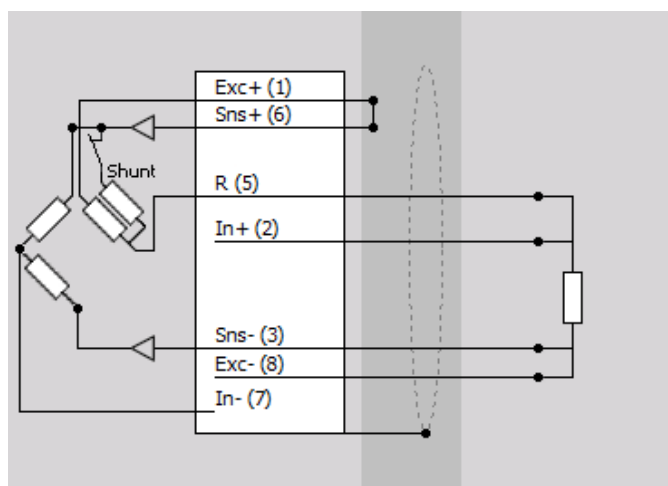 Exc+ (1)
Sns+ (6)
Shunt
R (5)
In+ (2)
Sns- (3)
Exc- (8)
In- (7)